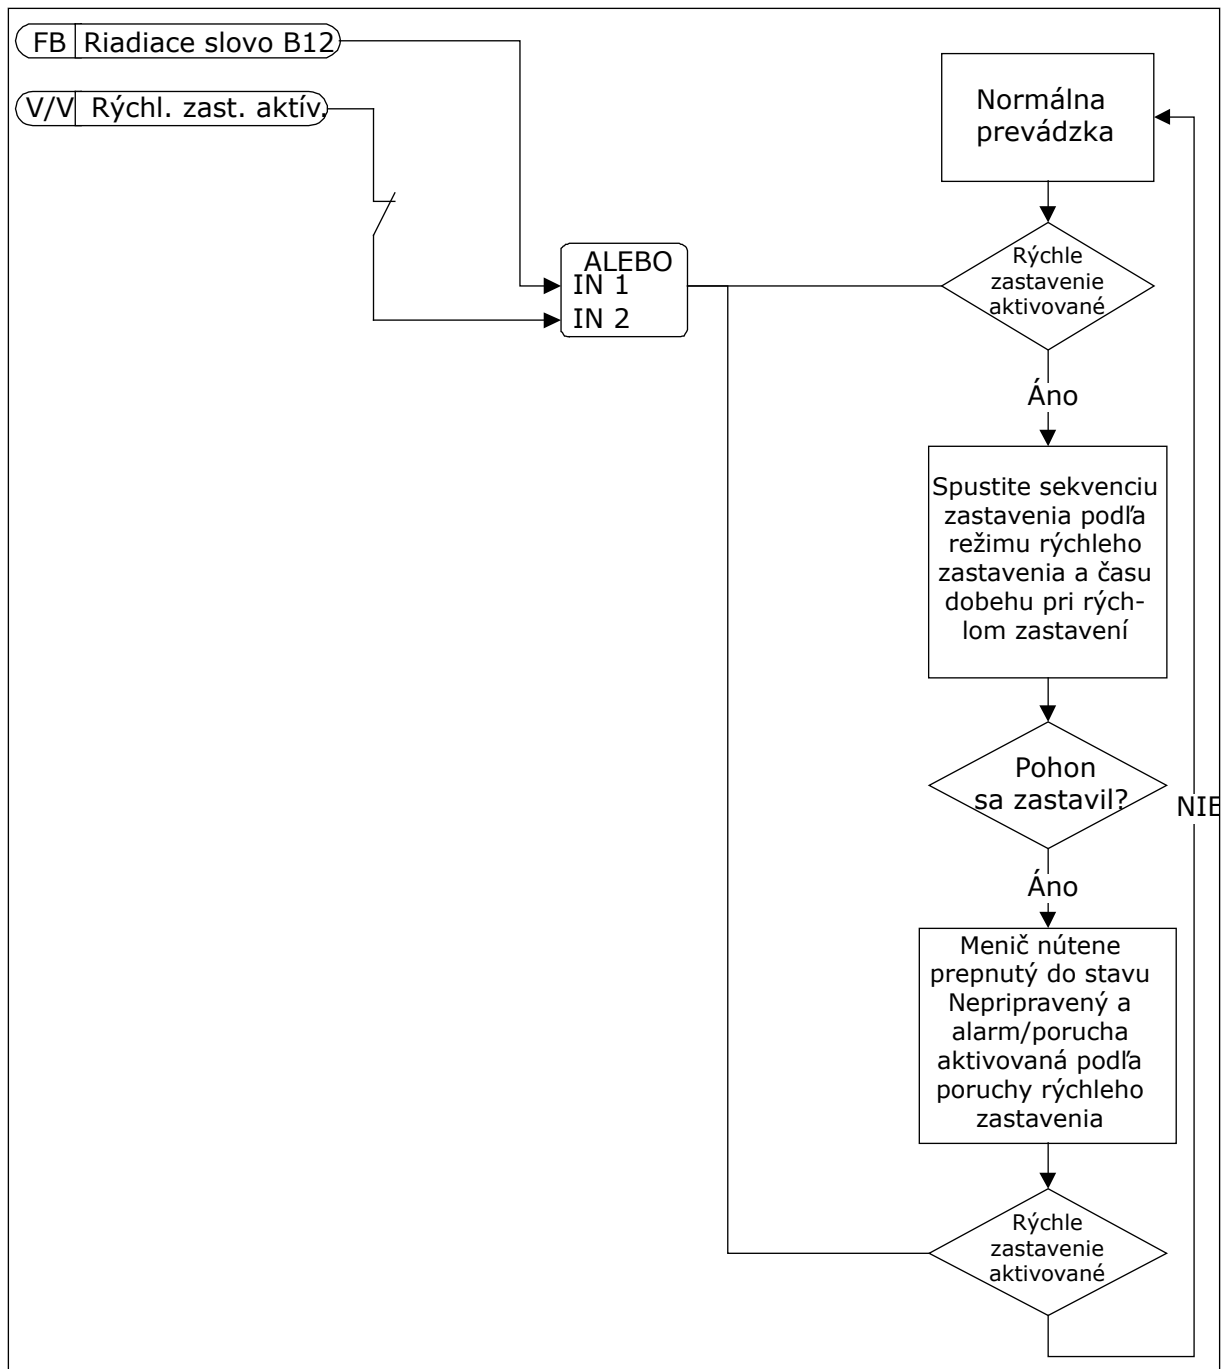 FB Riadiace slovo B12
V/V Rýchl. zast. aktív.
ALEBO
IN 1
IN 2
Normálna
prevádzka
Rýchle
zastavenie
aktivované
Áno
Spustite sekvenciu
zastavenia podľa
režimu rýchleho
zastavenia a času
dobehu pri rých-
lom zastavení
Pohon
sa zastavil?
NIE
Áno
Menič nútene
prepnutý do stavu
Nepripravený a
alarm/porucha
aktivovaná podľa
poruchy rýchleho
zastavenia
Rýchle
zastavenie
aktivované